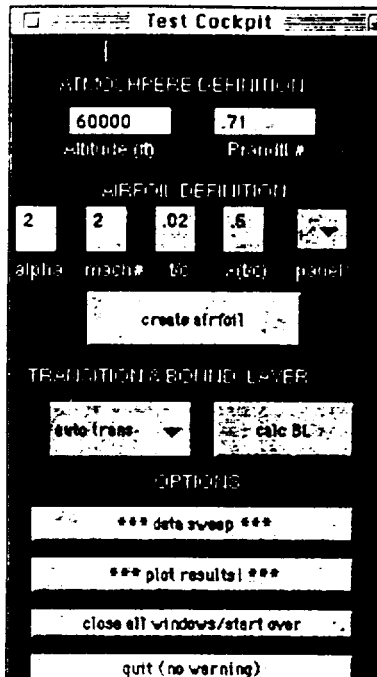 Test Cockpit
ATMOCHPERE DEFINITION
60000 .71
Altitude (ft) Prandtl #
AIRFOIL DEFINITION
2 2 .02 .5
alpha mach# t/c x(t/c) panel
create airfoil
TRANSITION & BOUND. LAYER
auto trans. calc BL
OPTIONS
*** data sweep ***
*** plot results! ***
close all windows/start over
quit (no warning)